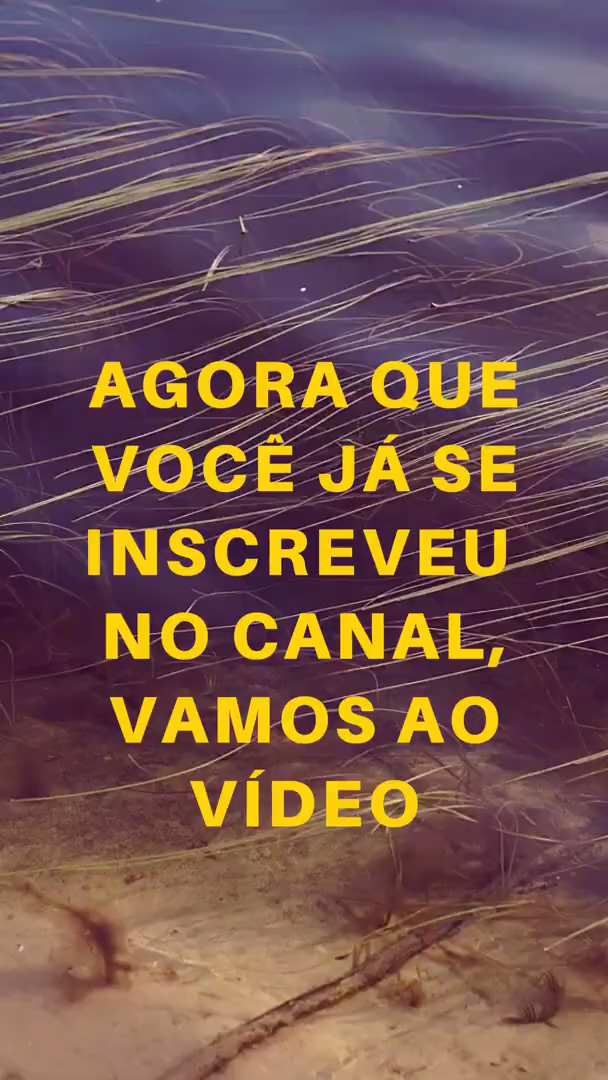 AGORA QUE
VOCÊ JÁ SE
INSCREVEU
NO CANAL,
VAMOS AO
VÍDEO